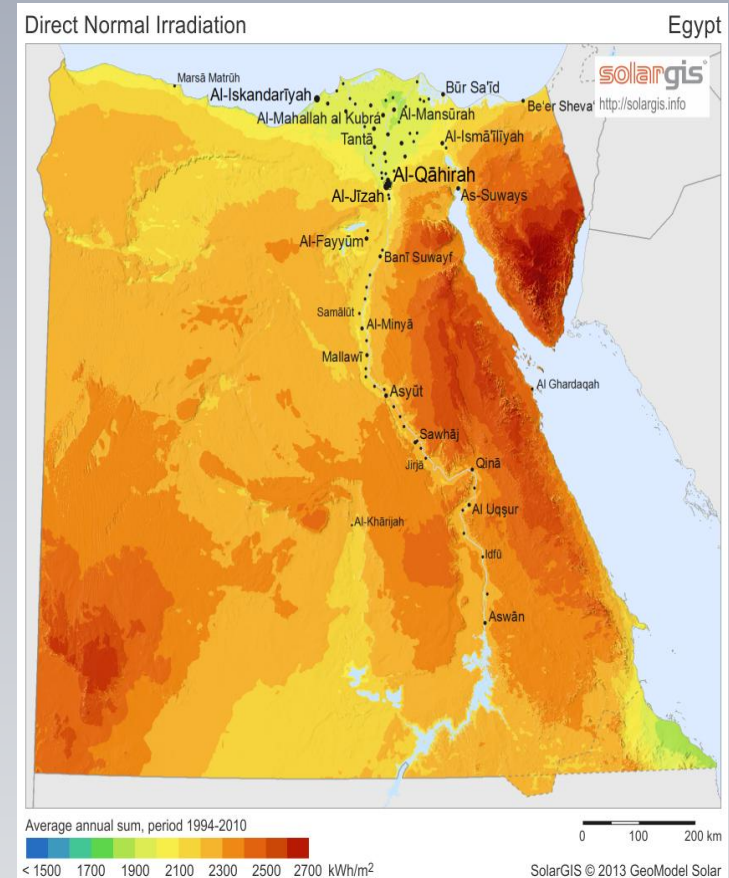 Direct Normal Irradiation
Egypt
solargis
http://solargis.info
Marsā Matrūh
Al-Iskandarīyah
Būr Sa'īd
Be'er Sheva'
Al-Mahallah al Kubrá
Al-Mansūrah
Tantā
Al-Ismā'īlīyah
Al-Qāhirah
Al-Jīzah
As-Suways
Al-Fayyūm
Banī Suwayf
Samālūt
Al-Minyā
Mallawī
Al Ghardaqah
Asyūt
Sawhāj
Jirjā
Qinā
Al Uqşur
Al-Khārijah
Idfū
Aswān
Average annual sum, period 1994-2010
0 100 200 km
< 1500 1700 1900 2100 2300 2500 2700 kWh/m²
SolarGIS © 2013 GeoModel Solar